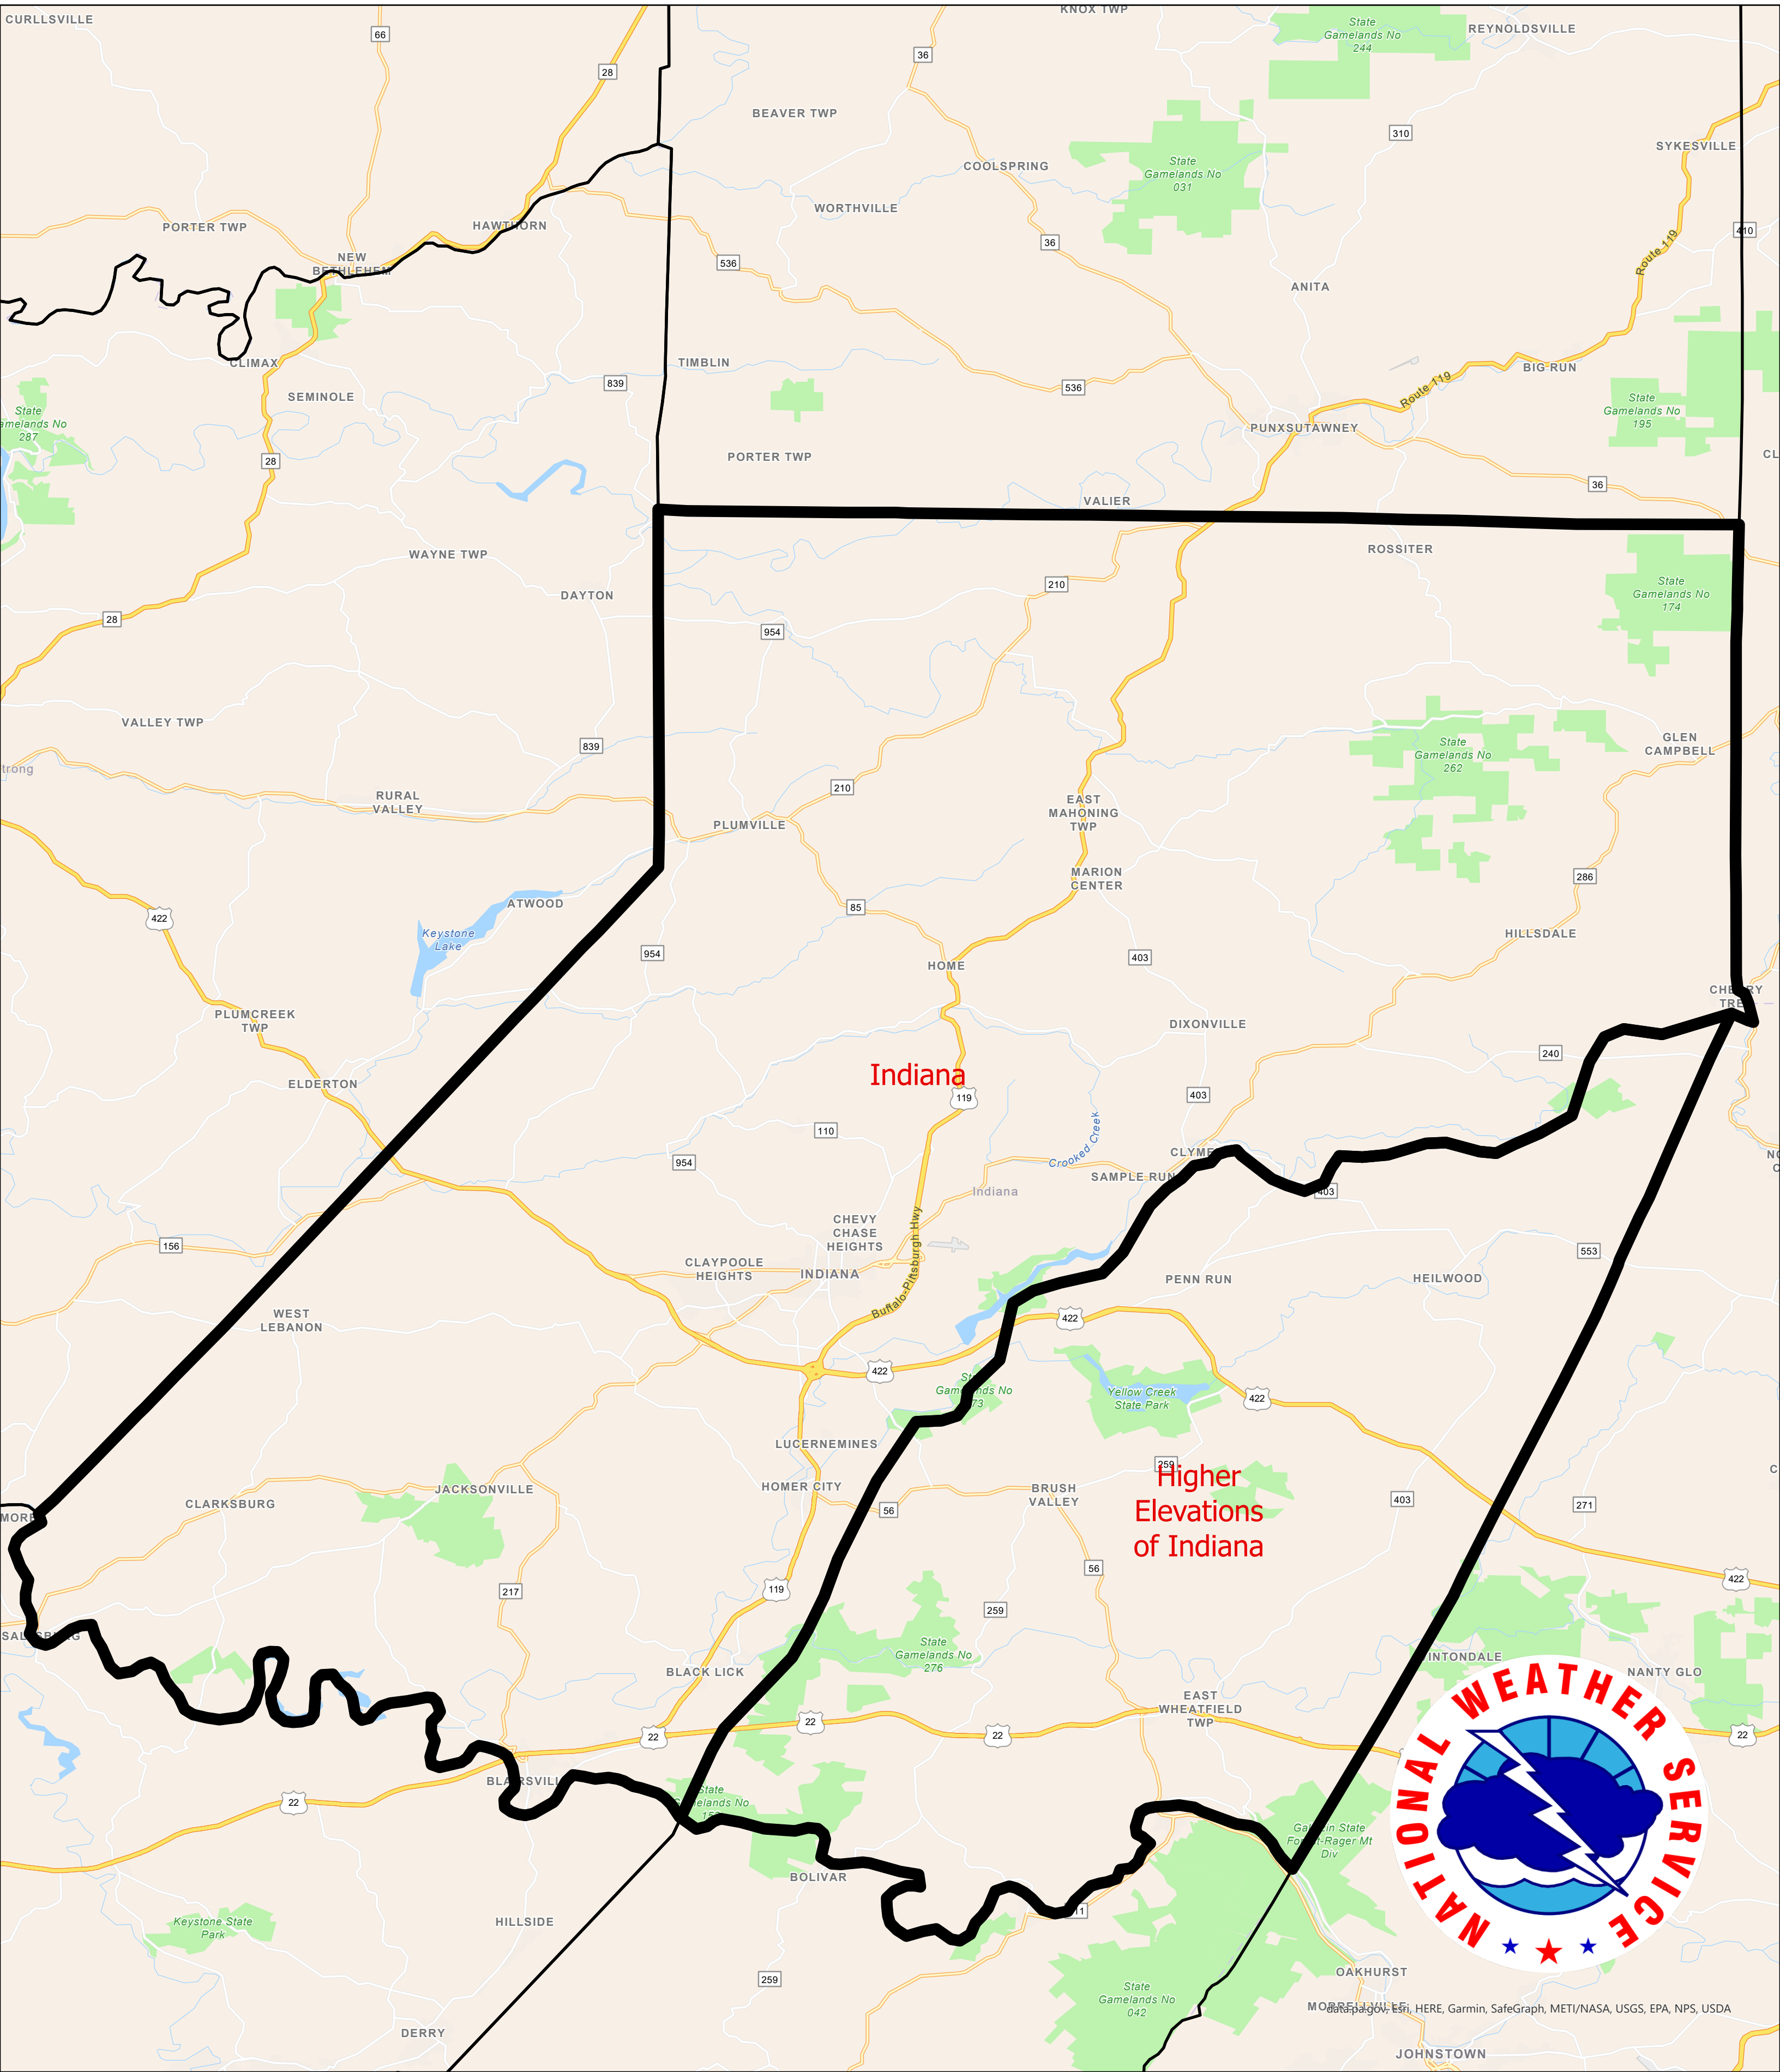 CURLLSVILLE
66
28
36
KNOX TWP
State
Gamelands No
244
REYNOLDSVILLE
BEAVER TWP
310
COOLSPRING
State
Gamelands No
031
SYKESVILLE
WORTHVILLE
PORTER TWP
HAWTHORN
36
410
NEW
BETHLEHEM
536
Route 119
ANITA
CLIMAX
TIMBLIN
839
536
Route 119
BIG RUN
SEMINOLE
State
Gamelands No
195
State
amelands No
287
PUNXSUTAWNEY
28
PORTER TWP
CL
36
VALIER
WAYNE TWP
ROSSITER
DAYTON
210
State
Gamelands No
174
28
954
VALLEY TWP
839
State
Gamelands No
262
GLEN
CAMPBELL
trong
RURAL
VALLEY
210
EAST
MAHONING
TWP
PLUMVILLE
MARION
CENTER
286
ATWOOD
85
422
Keystone
Lake
HILLSDALE
954
HOME
403
PLUMCREEK
TWP
DIXONVILLE
240
Indiana
ELDERTON
119
403
110
Crooked Creek
954
SAMPLE RUN
403
Indiana
156
CHEVY
CHASE
HEIGHTS
Buffalo-Pittsburgh Hwy
553
CLAYPOOLE
HEIGHTS
INDIANA
PENN RUN
HEILWOOD
WEST
LEBANON
422
422
Yellow Creek
State Park
422
LUCERNEMINES
259
Higher
Elevations
of Indiana
HOMER CITY
BRUSH
VALLEY
JACKSONVILLE
CLARKSBURG
56
403
271
MORE
56
422
217
119
259
State
Gamelands No
276
BLACK LICK
INTONDALE
NANTY GLO
EAST
WHEATFIELD
TWP
22
22
22
22
22
State
BOLIVAR
Keystone State
Park
HILLSIDE
259
State
Gamelands No
042
OAKHURST
DERRY
JOHNSTOWN
NATIONAL WEATHER SERVICE
data.pa.gov, Esri, HERE, Garmin, SafeGraph, METI/NASA, USGS, EPA, NPS, USDA